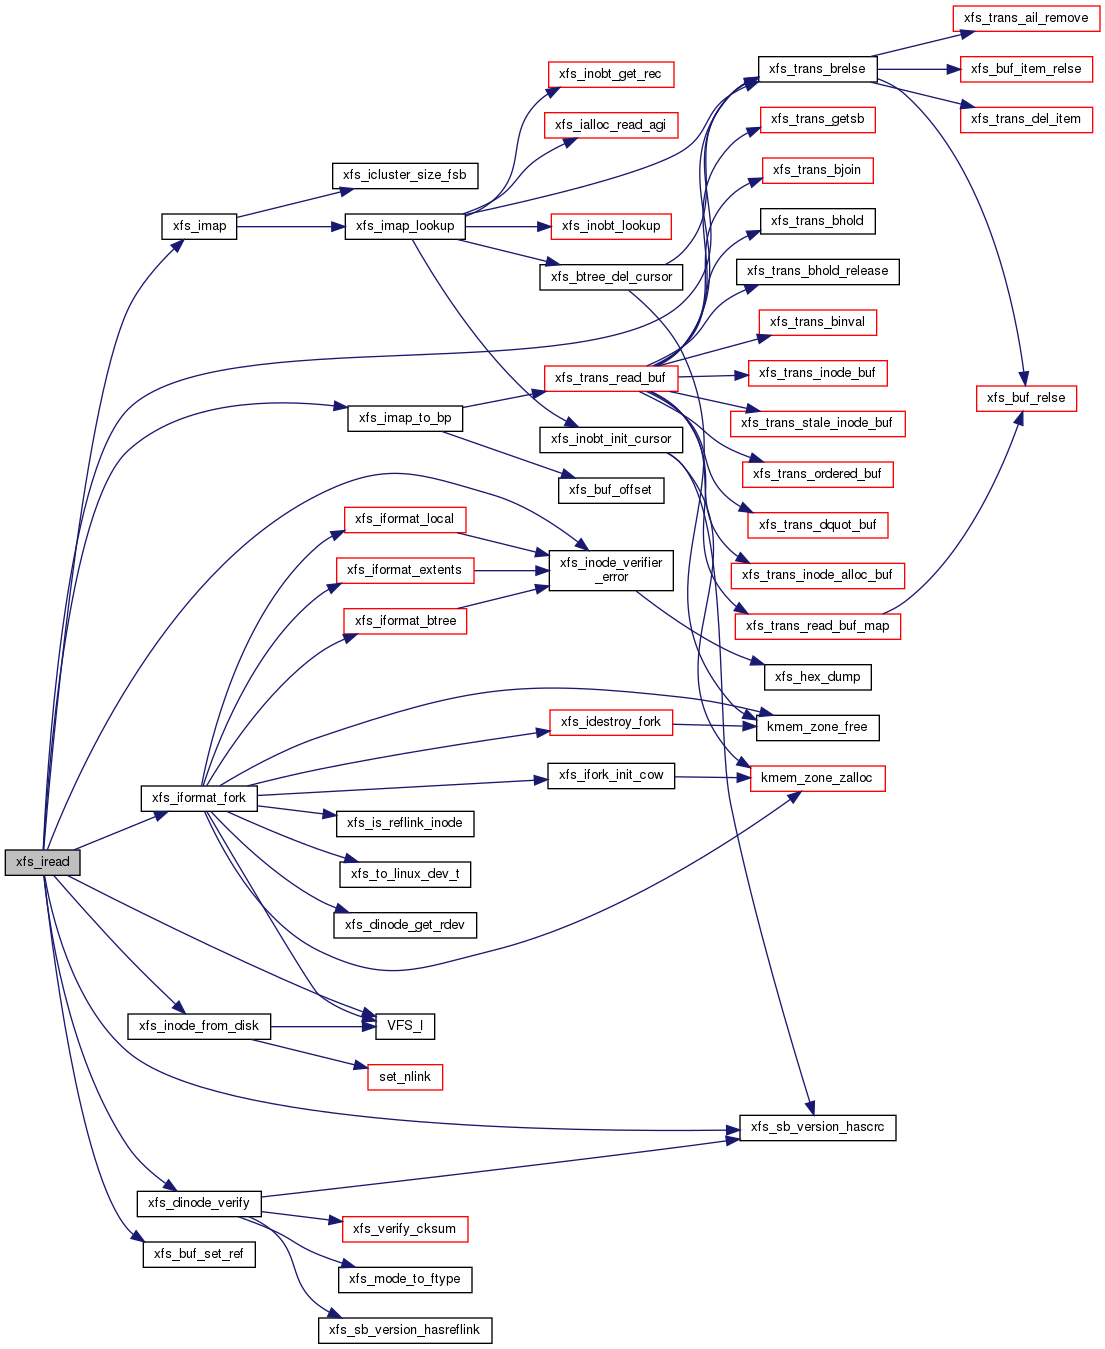 xfs_trans_ail_remove
xfs_trans_brelse
xfs_buf_item_relse
xfs_inobt_get_rec
xfs_trans_getsb
xfs_trans_del_item
xfs_ialloc_read_agi
xfs_icluster_size_fsb
xfs_trans_bjoin
xfs_imap
xfs_imap_lookup
xfs_inobt_lookup
xfs_trans_bhold
xfs_btree_del_cursor
xfs_trans_bhold_release
xfs_trans_binval
xfs_trans_read_buf
xfs_trans_inode_buf
xfs_buf_relse
xfs_imap_to_bp
xfs_trans_stale_inode_buf
xfs_inobt_init_cursor
xfs_trans_ordered_buf
xfs_buf_offset
xfs_iformat_local
xfs_trans_dquot_buf
xfs_iformat_extents
xfs_inode_verifier
_error
xfs_trans_inode_alloc_buf
xfs_iformat_btree
xfs_trans_read_buf_map
xfs_hex_dump
xfs_idestroy_fork
kmem_zone_free
xfs_iformat_fork
xfs_ifork_init_cow
kmem_zone_zalloc
xfs_is_reflink_inode
xfs_iread
xfs_to_linux_dev_t
xfs_dinode_get_rdev
xfs_inode_from_disk
VFS_I
set_nlink
xfs_sb_version_hascrc
xfs_dinode_verify
xfs_verify_cksum
xfs_buf_set_ref
xfs_mode_to_ftype
xfs_sb_version_hasreflink